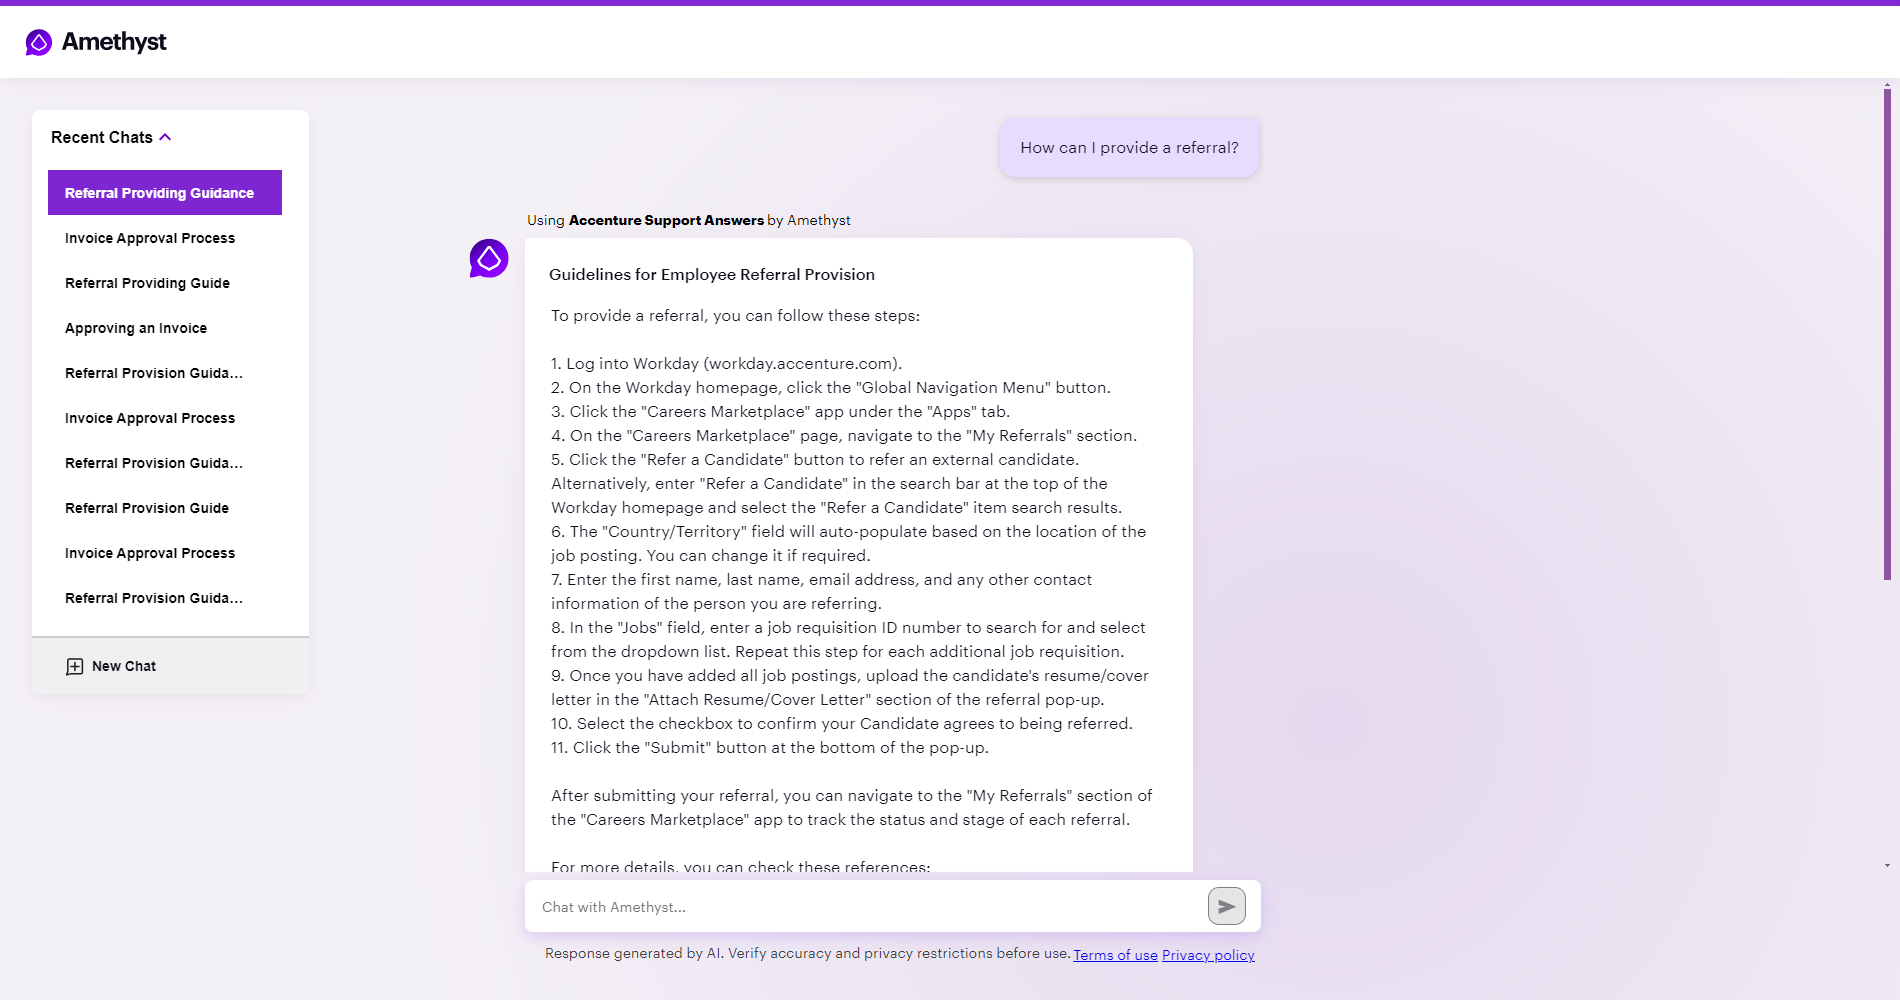 Amethyst
Recent Chats
Referral Providing Guidance
Invoice Approval Process
Referral Providing Guide
Approving an Invoice
Referral Provision Guida...
Invoice Approval Process
Referral Provision Guida...
Referral Provision Guide
Invoice Approval Process
Referral Provision Guida...
New Chat
How can I provide a referral?
Using Accenture Support Answers by Amethyst
Guidelines for Employee Referral Provision
To provide a referral, you can follow these steps:
1. Log into Workday (workday.accenture.com).
2. On the Workday homepage, click the "Global Navigation Menu" button.
3. Click the "Careers Marketplace" app under the "Apps" tab.
4. On the "Careers Marketplace" page, navigate to the "My Referrals" section.
5. Click the "Refer a Candidate" button to refer an external candidate.
Alternatively, enter "Refer a Candidate" in the search bar at the top of the
Workday homepage and select the "Refer a Candidate" item search results.
6. The "Country/Territory" field will auto-populate based on the location of the
job posting. You can change it if required.
7. Enter the first name, last name, email address, and any other contact
information of the person you are referring.
8. In the "Jobs" field, enter a job requisition ID number to search for and select
from the dropdown list. Repeat this step for each additional job requisition.
9. Once you have added all job postings, upload the candidate's resume/cover
letter in the "Attach Resume/Cover Letter" section of the referral pop-up.
10. Select the checkbox to confirm your Candidate agrees to being referred.
11. Click the "Submit" button at the bottom of the pop-up.
After submitting your referral, you can navigate to the "My Referrals" section of
the "Careers Marketplace" app to track the status and stage of each referral.
For more details, you can check these references:
Chat with Amethyst...
Response generated by AI. Verify accuracy and privacy restrictions before use. Terms of use Privacy policy